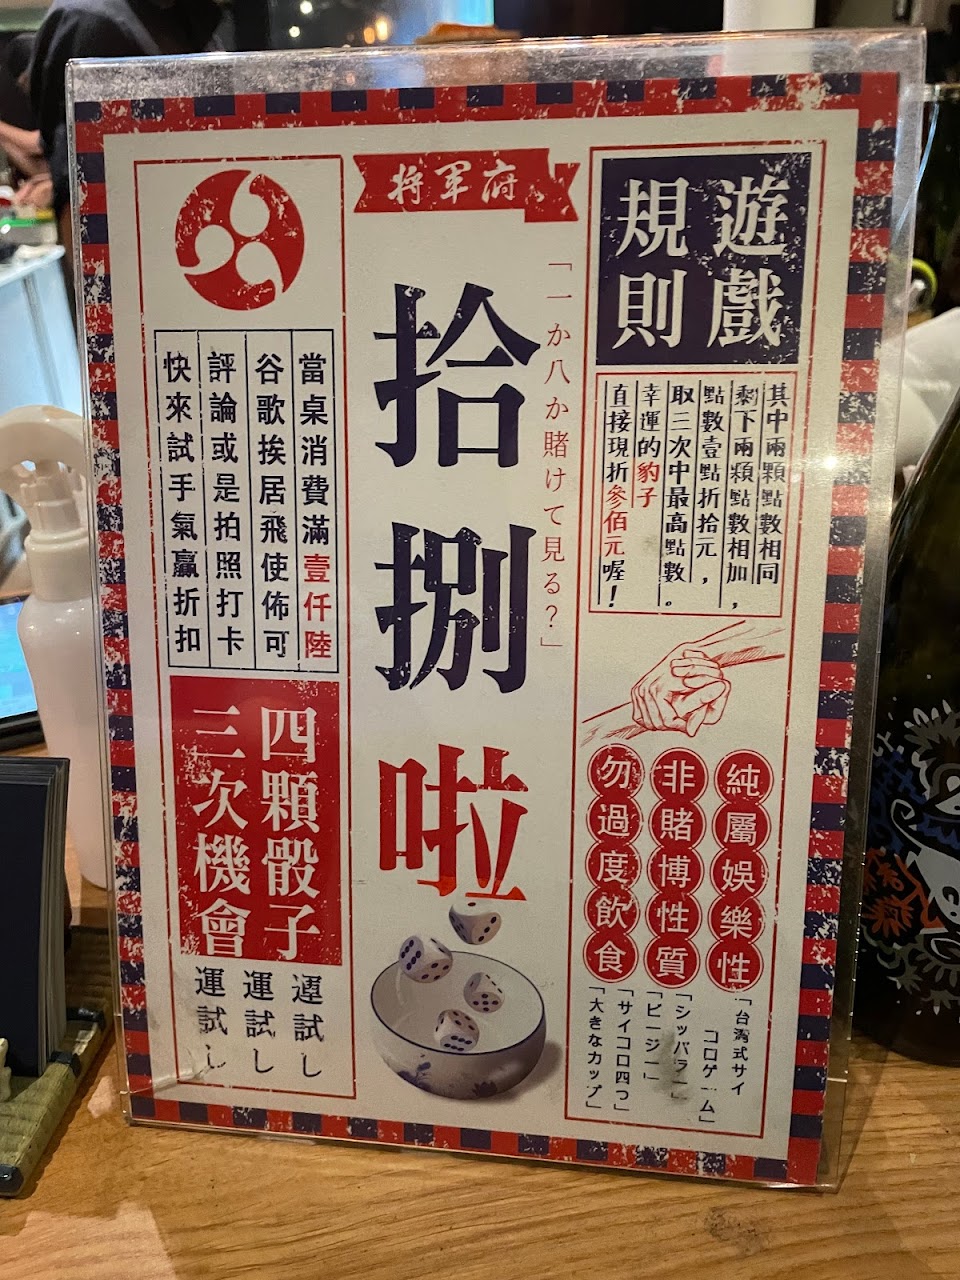 將軍府
遊戲
規則
其中兩顆點數相同
剩下兩顆點數相加，
點數壹點折拾元，
取三次中最高點數。
幸運的豹子
直接現折參佰元喔！
「一か八か賭けて見る？」
拾捌啦
當桌消費滿壹仟陸
谷歌挨居飛使佈可
評論或是拍照打卡
快來試手氣贏折扣
四顆骰子
三次機會
運試し
運試し
運試し
純屬娛樂性
非賭博性質
勿過度飲食
「台湾式サイ
コロゲーム」
「シッパラー」
「ビージー」
「サイコロ四つ」
「大きなカップ」